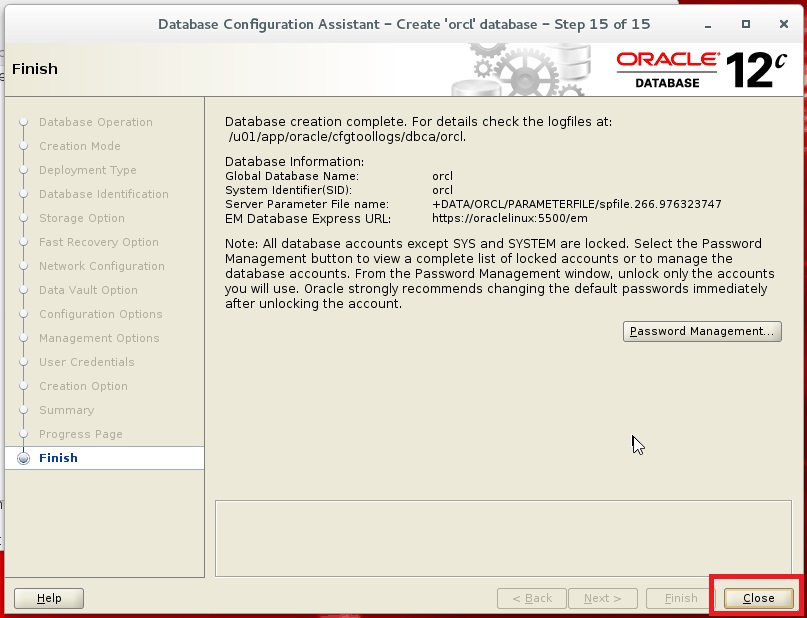 Database Configuration Assistant – Create 'orcl' database – Step 15 of 15
Finish
ORACLE
DATABASE
12c
Database Operation
Creation Mode
Deployment Type
Database Identification
Storage Option
Fast Recovery Option
Network Configuration
Data Vault Option
Configuration Options
Management Options
User Credentials
Creation Option
Summary
Progress Page
Finish
Database creation complete. For details check the logfiles at:
/u01/app/oracle/cfgtoollogs/dbca/orcl.
Database Information:
Global Database Name: orcl
System Identifier(SID): orcl
Server Parameter File name: +DATA/ORCL/PARAMETERFILE/spfile.266.976323747
EM Database Express URL: https://oraclelinux:5500/em
Note: All database accounts except SYS and SYSTEM are locked. Select the Password
Management button to view a complete list of locked accounts or to manage the
database accounts. From the Password Management window, unlock only the accounts
you will use. Oracle strongly recommends changing the default passwords immediately
after unlocking the account.
Password Management...
Help
< Back
Next >
Finish
Close